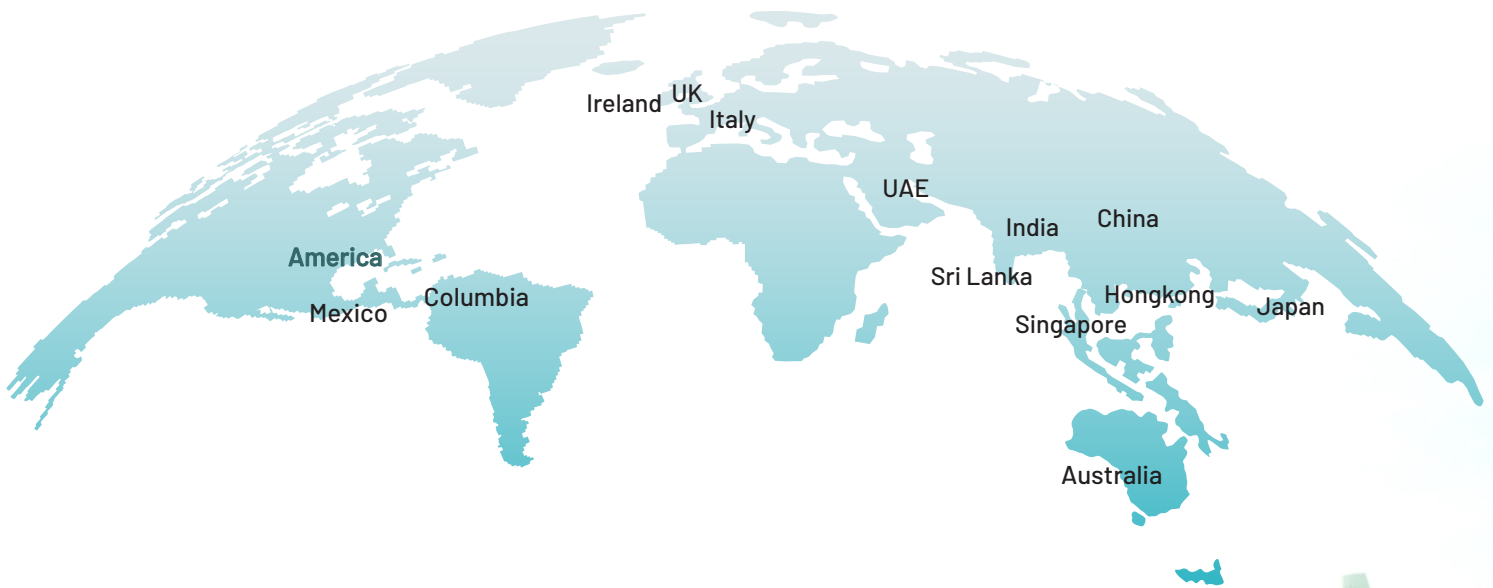 UK
Ireland
Italy
UAE
China
India
America
Sri Lanka
Hongkong
Columbia
Japan
Mexico
Singapore
Australia